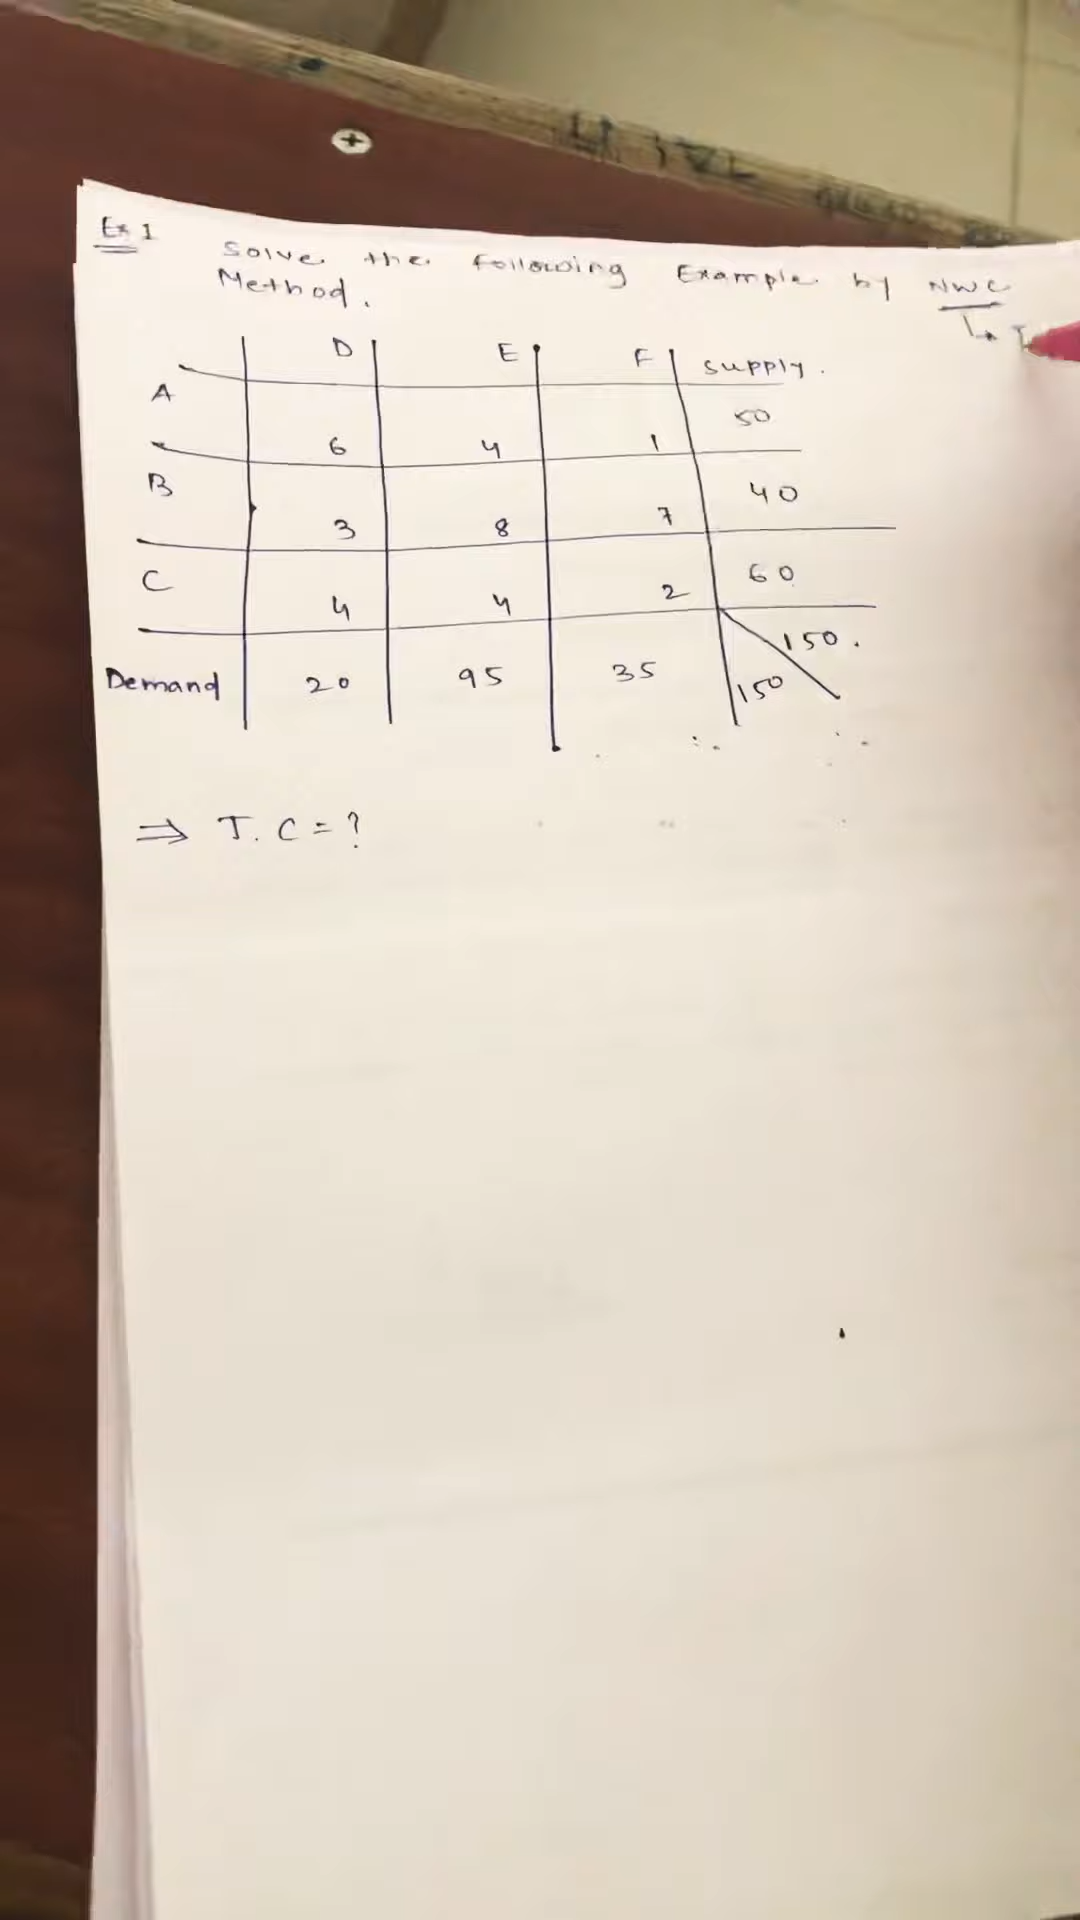 Ex 1
Solve the following Example by NWC
Method.
D E F Supply.
A 50
6 4 1
B 40
3 8 7
C 60
4 4 2
Demand 20 95 35 150 150.
⇒ T.C = ?